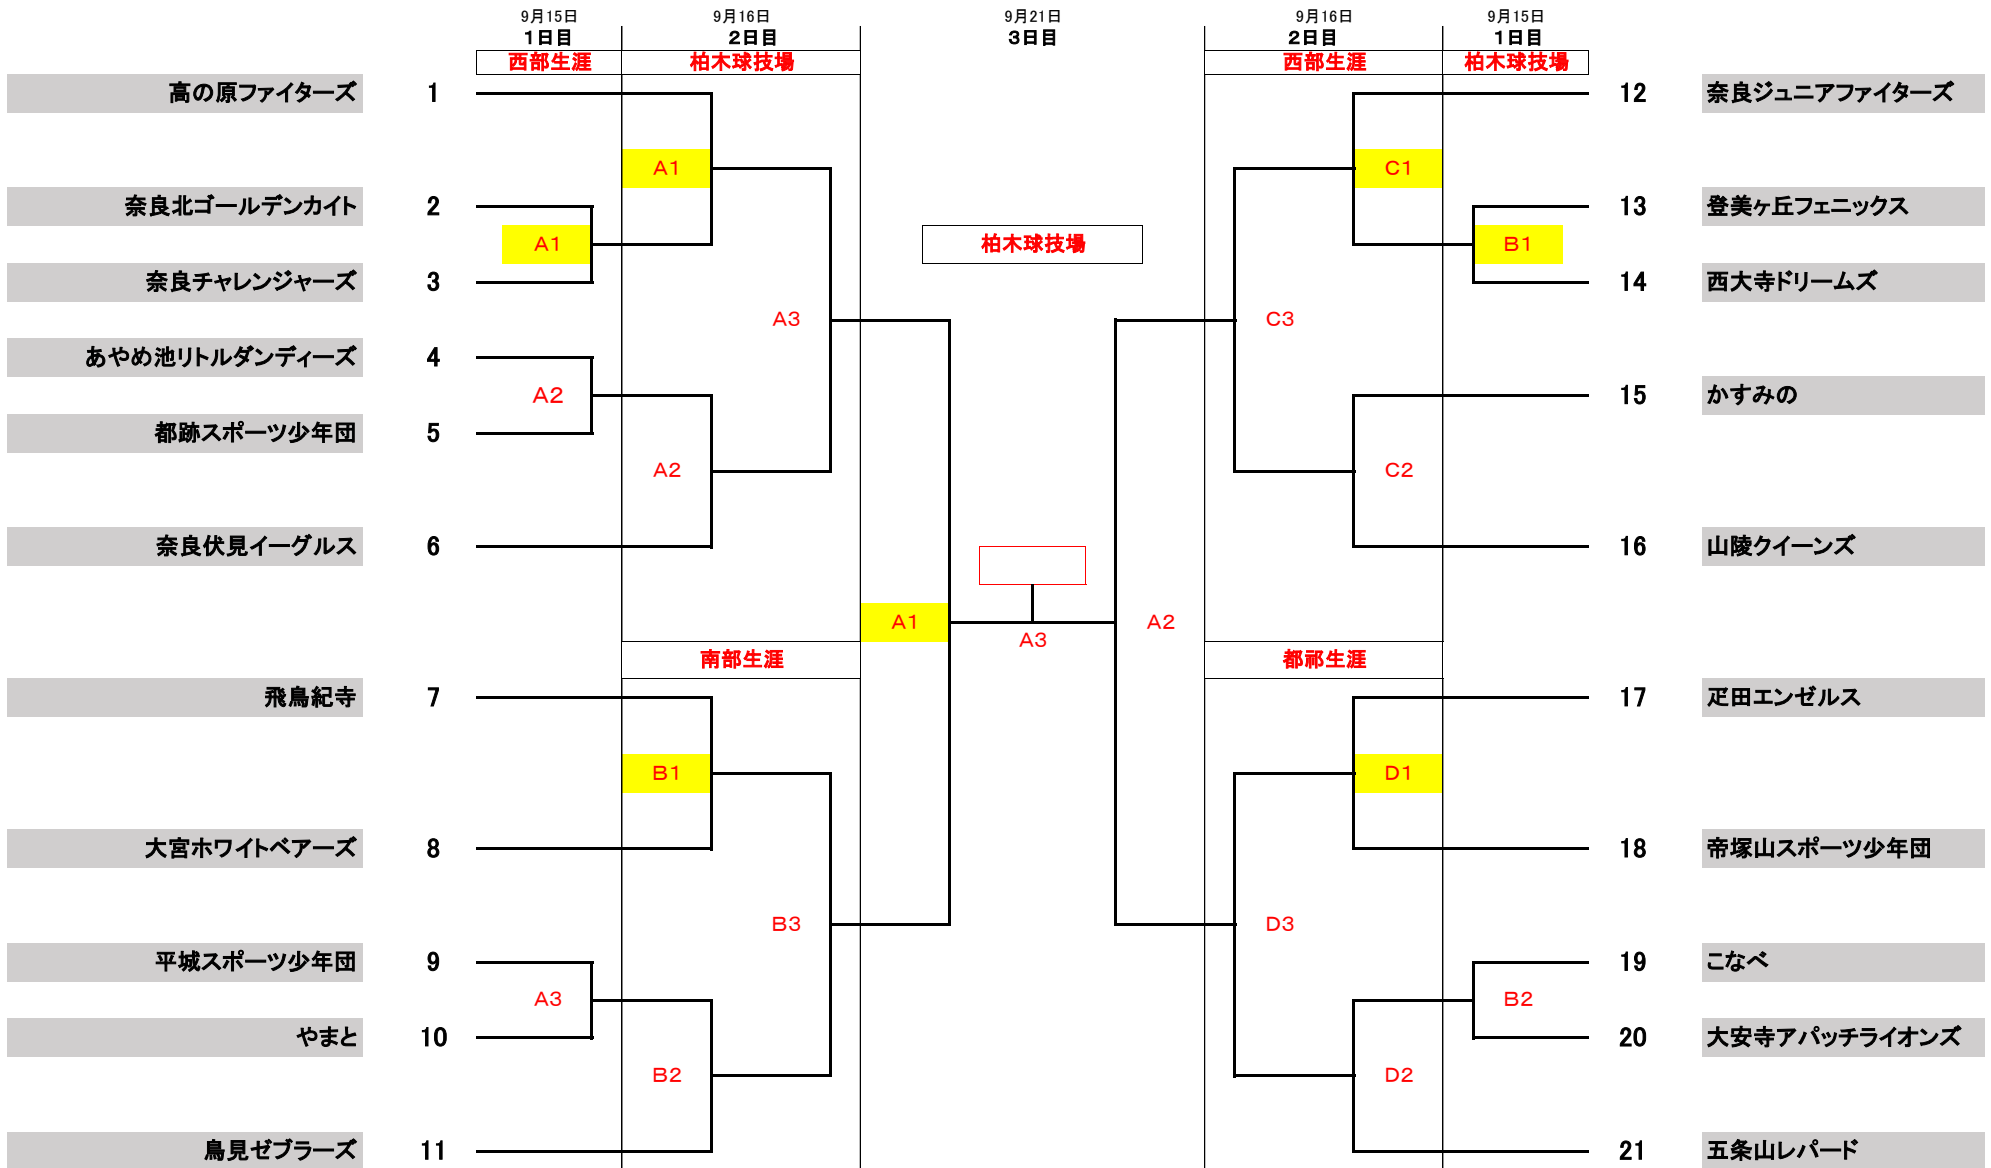 9月15日 9月16日 9月21日 9月16日 9月15日
1日目 2日目 3日目 2日目 1日目
西部生涯 柏木球技場 西部生涯 柏木球技場
高の原ファイターズ 1 12 奈良ジュニアファイターズ
A1 C1
奈良北ゴールデンカイト 2 13 登美ヶ丘フェニックス
A1 柏木球技場 B1
奈良チャレンジャーズ 3 14 西大寺ドリームズ
A3 C3
あやめ池リトルダンディーズ 4
A2 15 かすみの
都跡スポーツ少年団 5
A2 C2
奈良伏見イーグルス 6 16 山陵クイーンズ
A1 A2
A3
南部生涯 都祁生涯
飛鳥紀寺 7 17 疋田エンゼルス
B1 D1
大宮ホワイトベアーズ 8 18 帝塚山スポーツ少年団
B3 D3
平城スポーツ少年団 9 19 こなべ
A3 B2
やまと 10 20 大安寺アパッチライオンズ
B2 D2
鳥見ゼブラーズ 11 21 五条山レパード